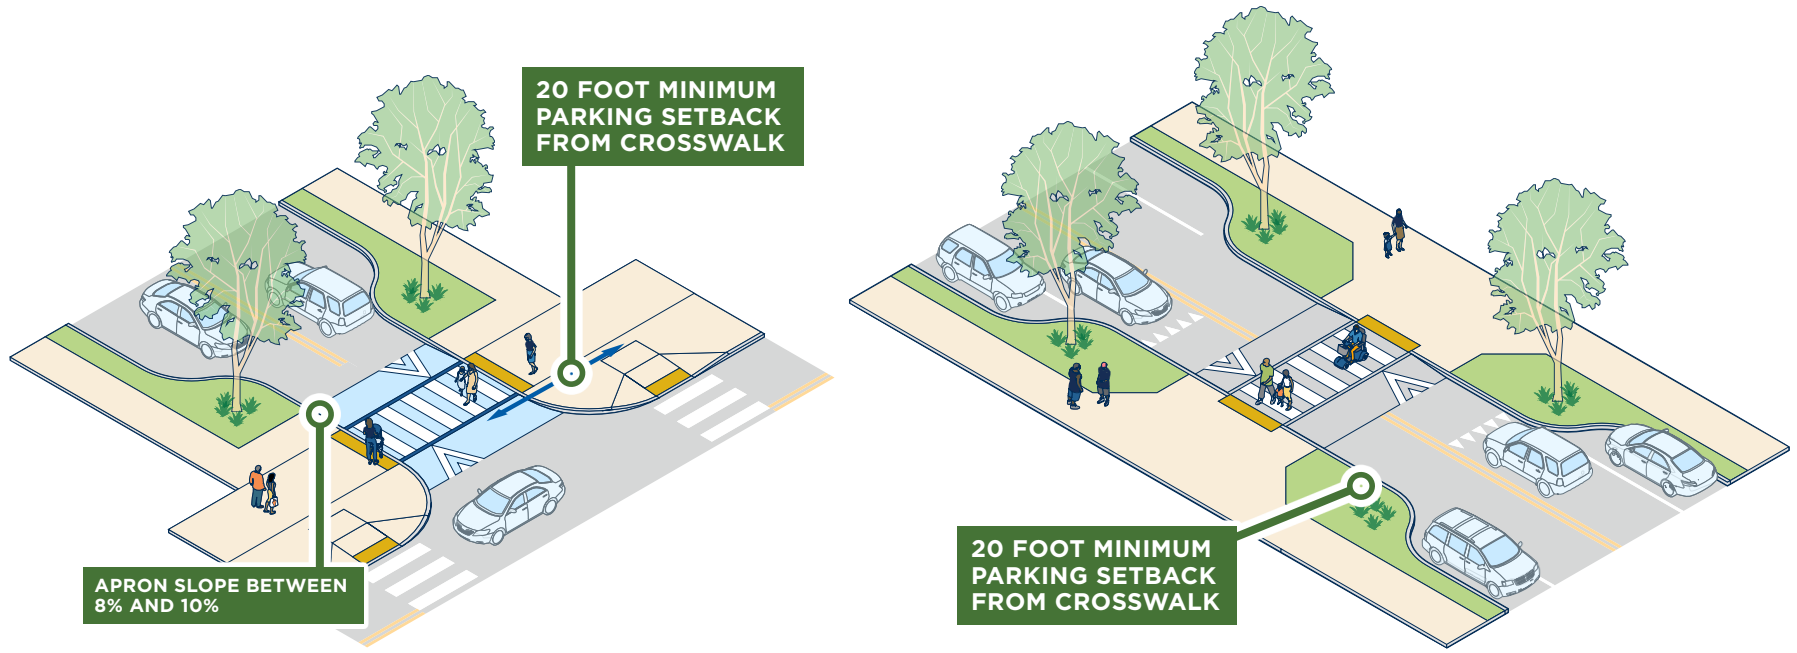 20 FOOT MINIMUM
PARKING SETBACK
FROM CROSSWALK
APRON SLOPE BETWEEN
8% AND 10%
20 FOOT MINIMUM
PARKING SETBACK
FROM CROSSWALK